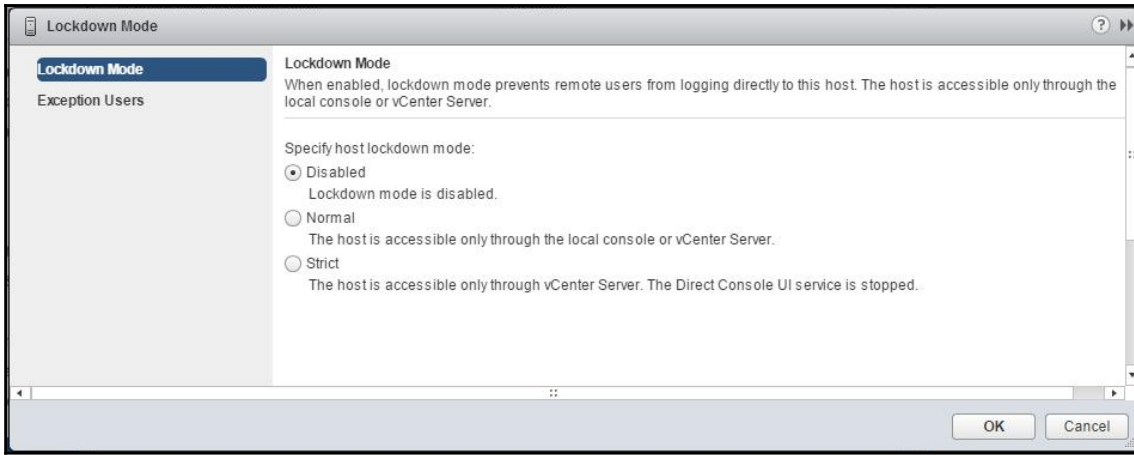 Lockdown Mode
?
Lockdown Mode
Exception Users
Lockdown Mode
When enabled, lockdown mode prevents remote users from logging directly to this host. The host is accessible only through the
local console or vCenter Server.
Specify host lockdown mode:
Disabled
Lockdown mode is disabled.
Normal
The host is accessible only through the local console or vCenter Server.
Strict
The host is accessible only through vCenter Server. The Direct Console UI service is stopped.
OK
Cancel